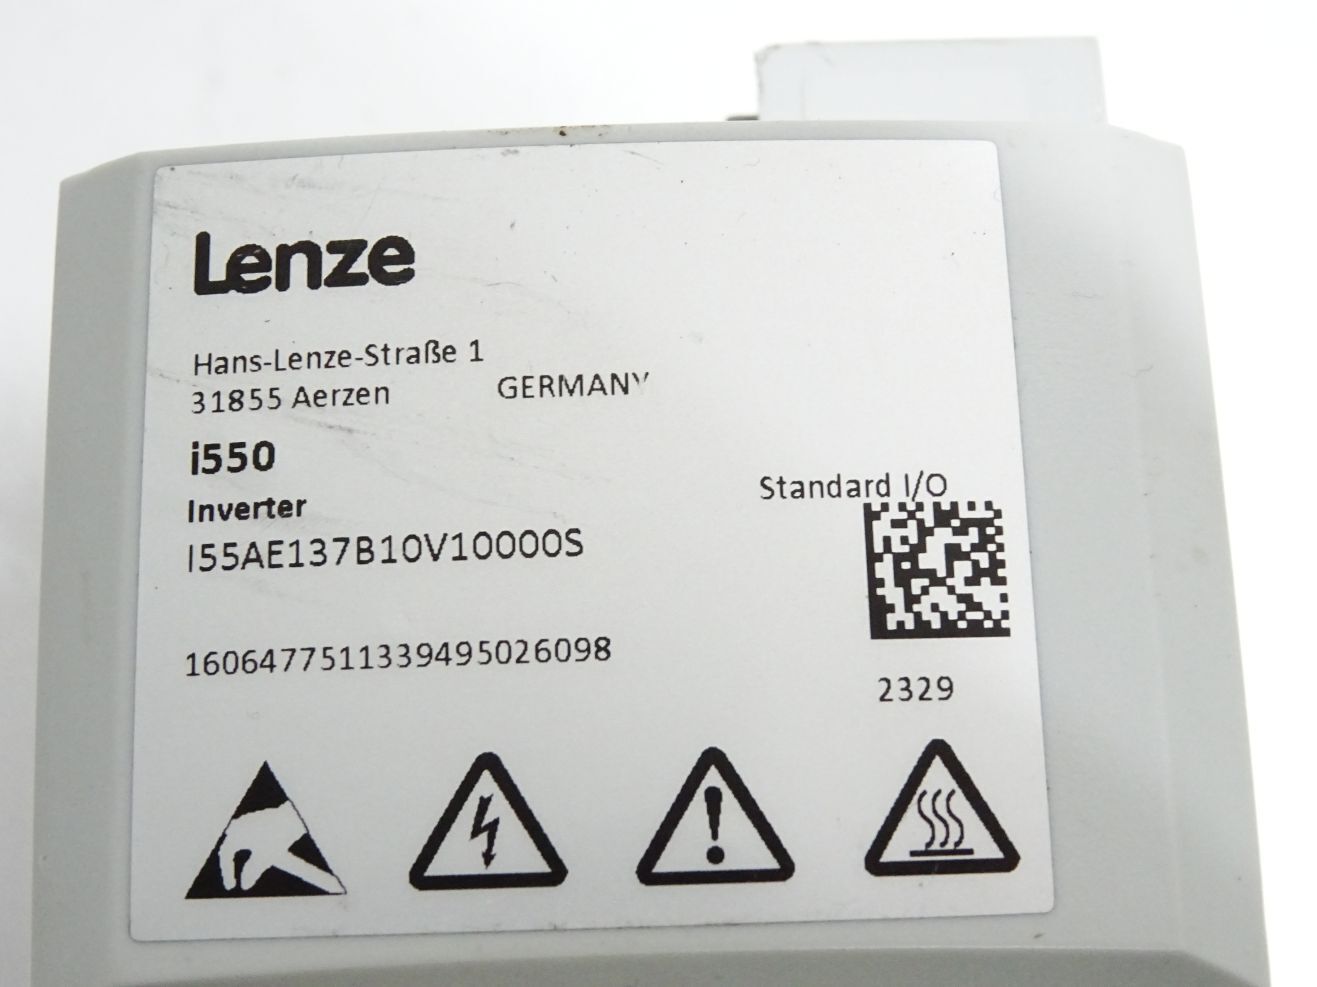 Lenze
Hans-Lenze-Straße 1
31855 Aerzen GERMANY
i550
Inverter
Standard I/O
I55AE137B10V10000S
1606477511339495026098
2329